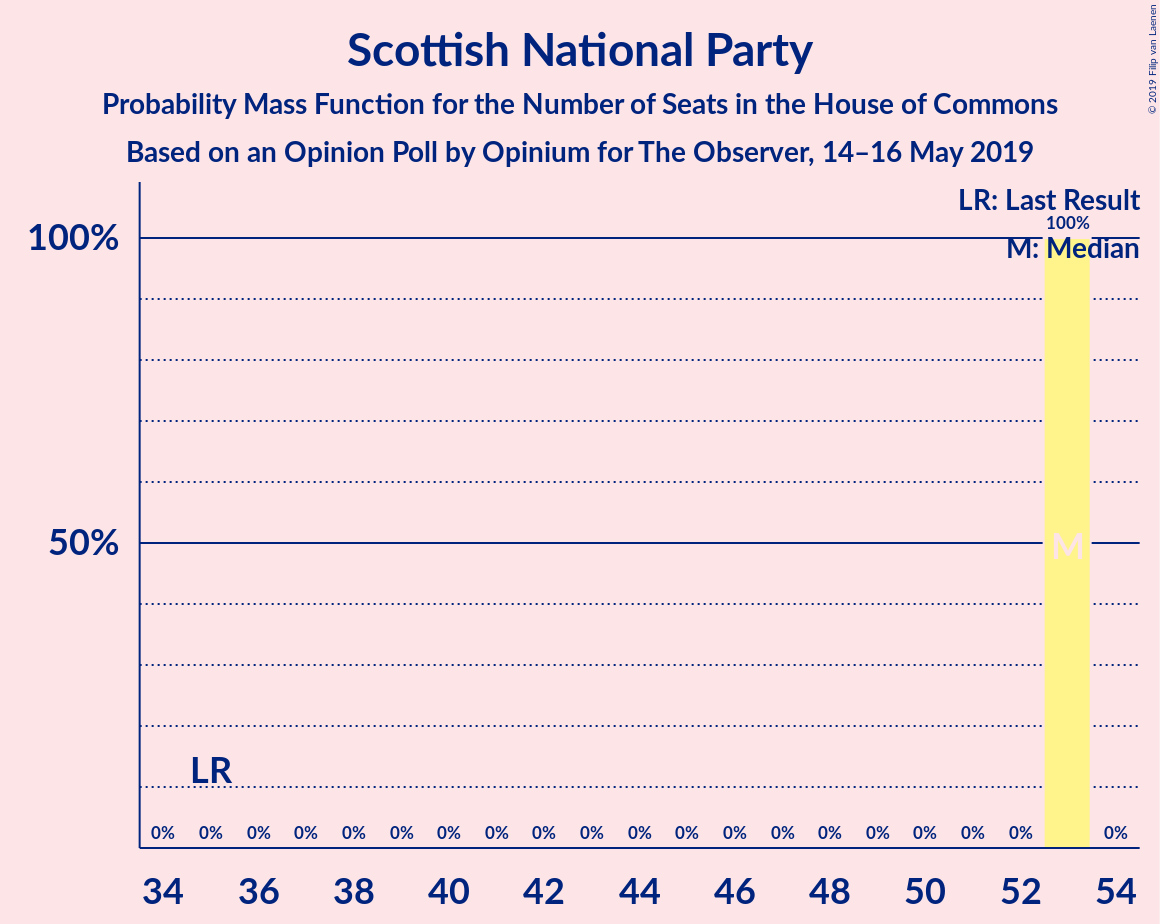 Scottish National Party
Probability Mass Function for the Number of Seats in the House of Commons
Based on an Opinion Poll by Opinium for The Observer, 14–16 May 2019
© 2019 Filip van Laenen
LR: Last Result
100%
M: Median
100%
50%
M
LR
0% 0% 0% 0% 0% 0% 0% 0% 0% 0% 0% 0% 0% 0% 0% 0% 0% 0% 0% 0%
34 36 38 40 42 44 46 48 50 52 54